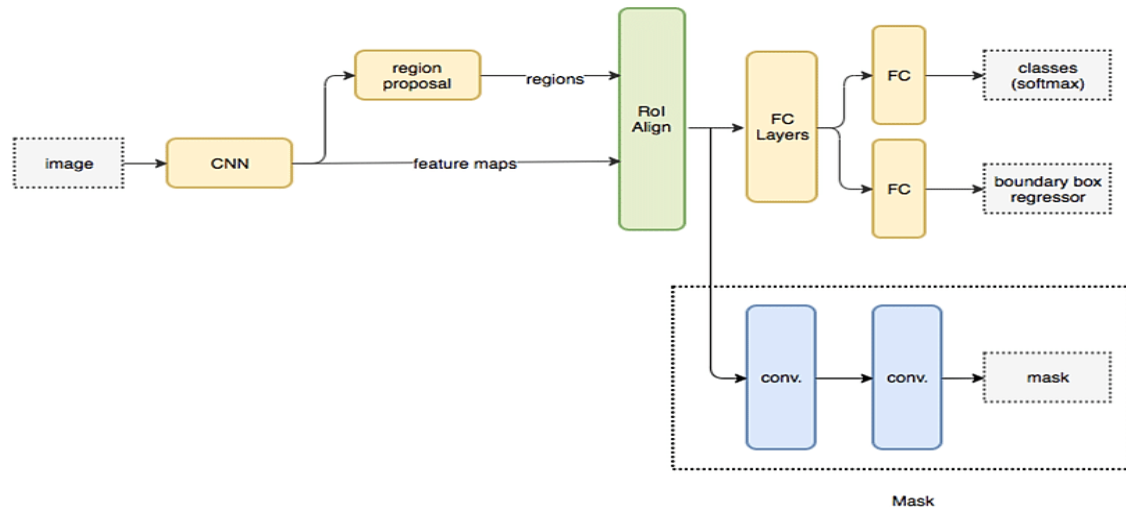 image
CNN
region
proposal
regions
feature maps
RoI
Align
FC
Layers
FC
classes
(softmax)
FC
boundary box
regressor
conv.
conv.
mask
Mask